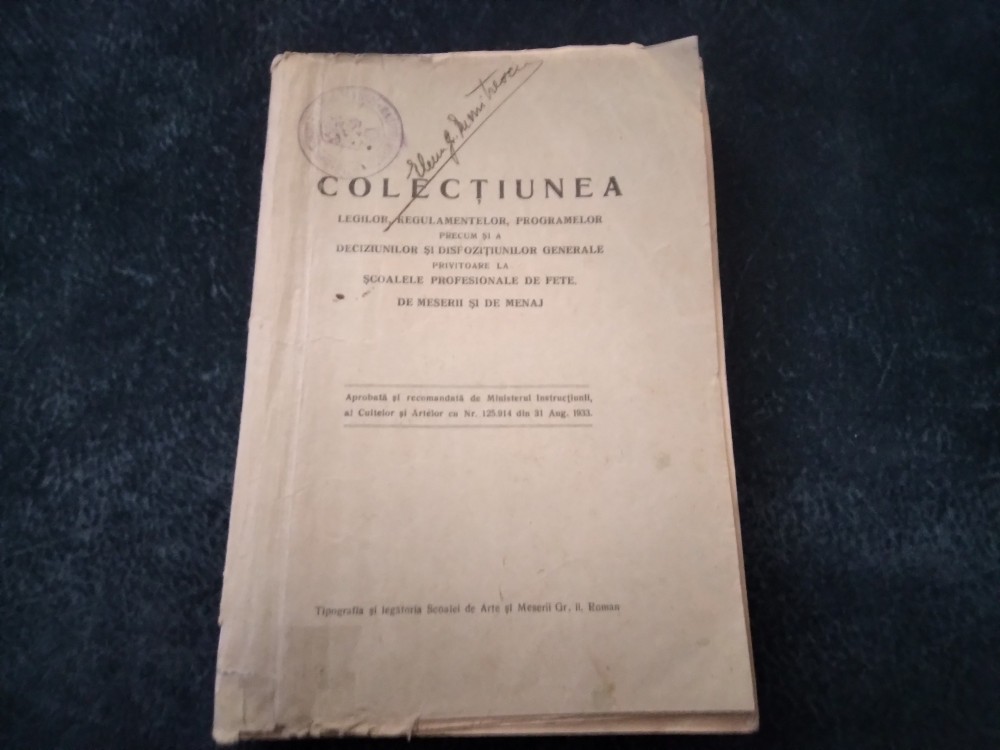 COLECȚIUNEA
LEGILOR, REGULAMENTELOR, PROGRAMELOR
PRECUM ȘI A
DECIZIUNILOR ȘI DISPOZIȚIUNILOR GENERALE
PRIVITOARE LA
ȘCOALELE PROFESIONALE DE FETE,
DE MESERII ȘI DE MENAJ
Aprobată și recomandată de Ministerul Instrucțiunii,
al Cultelor și Artelor cu Nr. 125.914 din 31 Aug. 1933.
Tipografia și legătoria Școalei de Arte și Meserii Gr. II. Roman